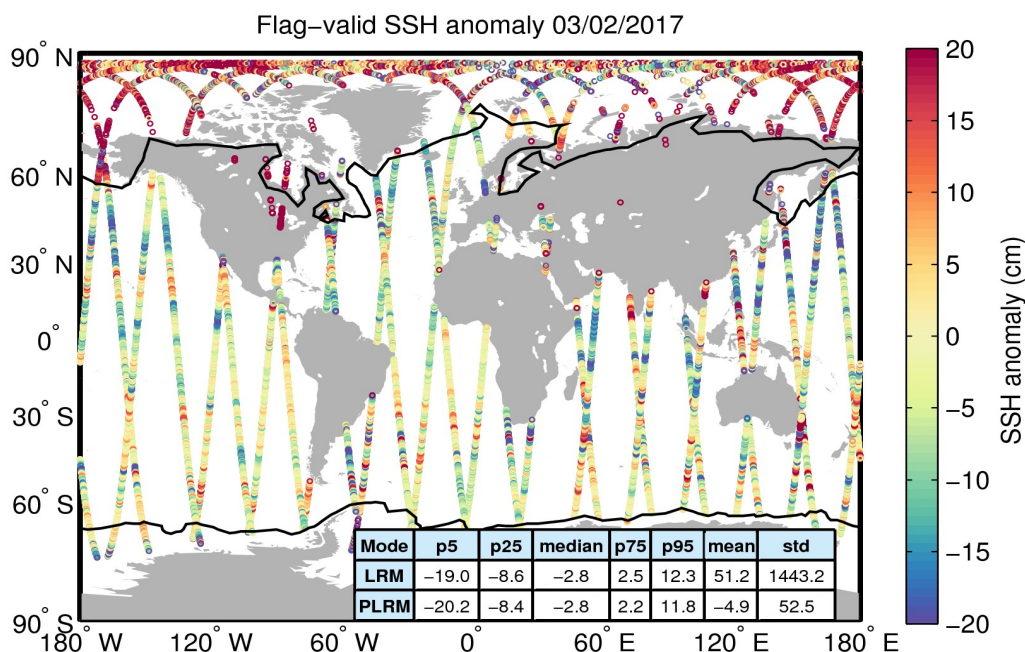 Flag−valid SSH anomaly 03/02/2017
90° N
60° N
30° N
0°
30° S
60° S
90° S
180° W
120° W
60° W
0°
60° E
120° E
180° E
Mode p5 p25 median p75 p95 mean std
LRM −19.0 −8.6 −2.8 2.5 12.3 51.2 1443.2
PLRM −20.2 −8.4 −2.8 2.2 11.8 −4.9 52.5
20
15
10
5
0
−5
−10
−15
−20
SSH anomaly (cm)